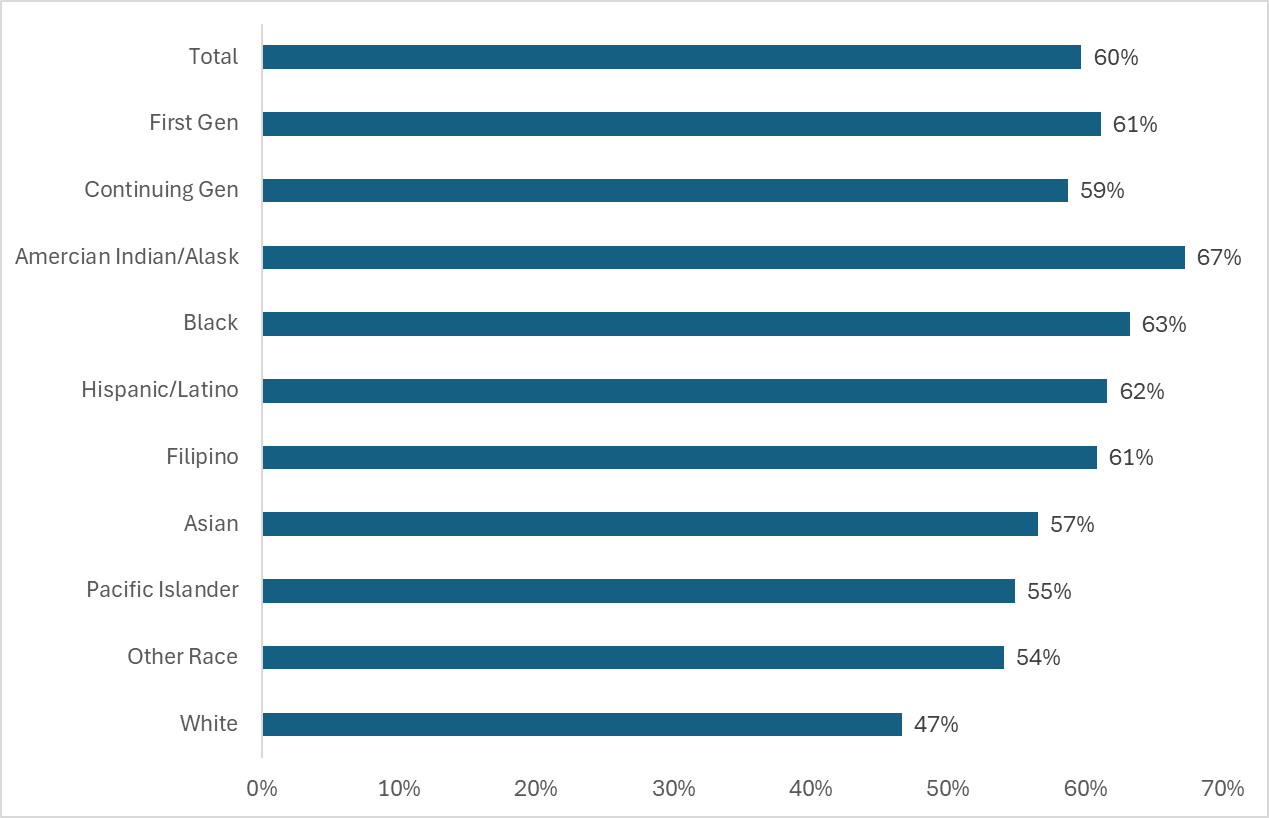 Total 60%
First Gen 61%
Continuing Gen 59%
Amercian Indian/Alask 67%
Black 63%
Hispanic/Latino 62%
Filipino 61%
Asian 57%
Pacific Islander 55%
Other Race 54%
White 47%
0% 10% 20% 30% 40% 50% 60% 70%